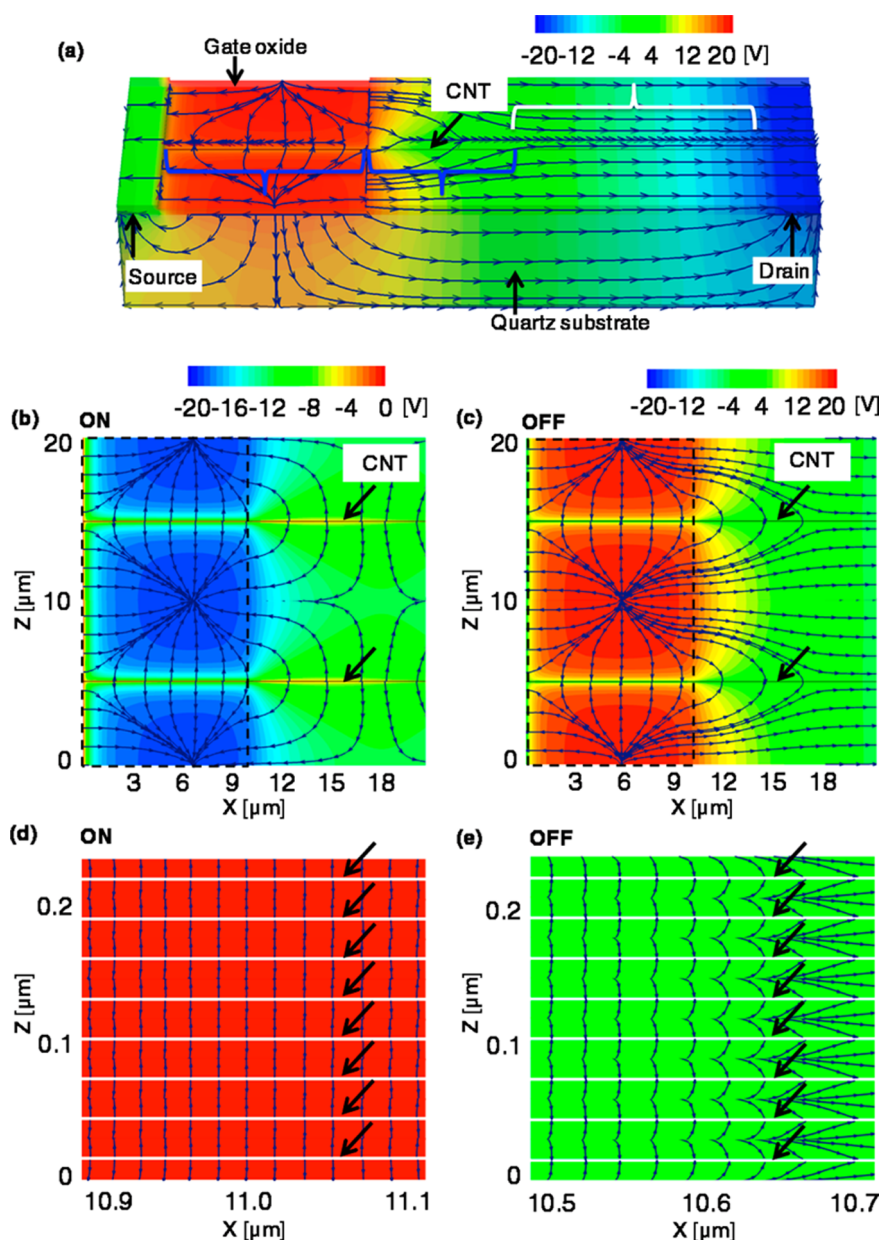 (a)
Gate oxide
-20-12 -4 4 12 20 [V]
CNT
Source
Drain
Quartz substrate
-20-16-12 -8 -4 0 [V]
(b) ON
20
CNT
Z [µm]
10
0
3 6 9 12 15 18
X [µm]
-20-12 -4 4 12 20 [V]
(c) OFF
20
CNT
Z [µm]
10
0
3 6 9 12 15 18
X [µm]
(d) ON
0.2
Z [µm]
0.1
0
10.9 11.0 11.1
X [µm]
(e) OFF
0.2
Z [µm]
0.1
0
10.5 10.6 10.7
X [µm]